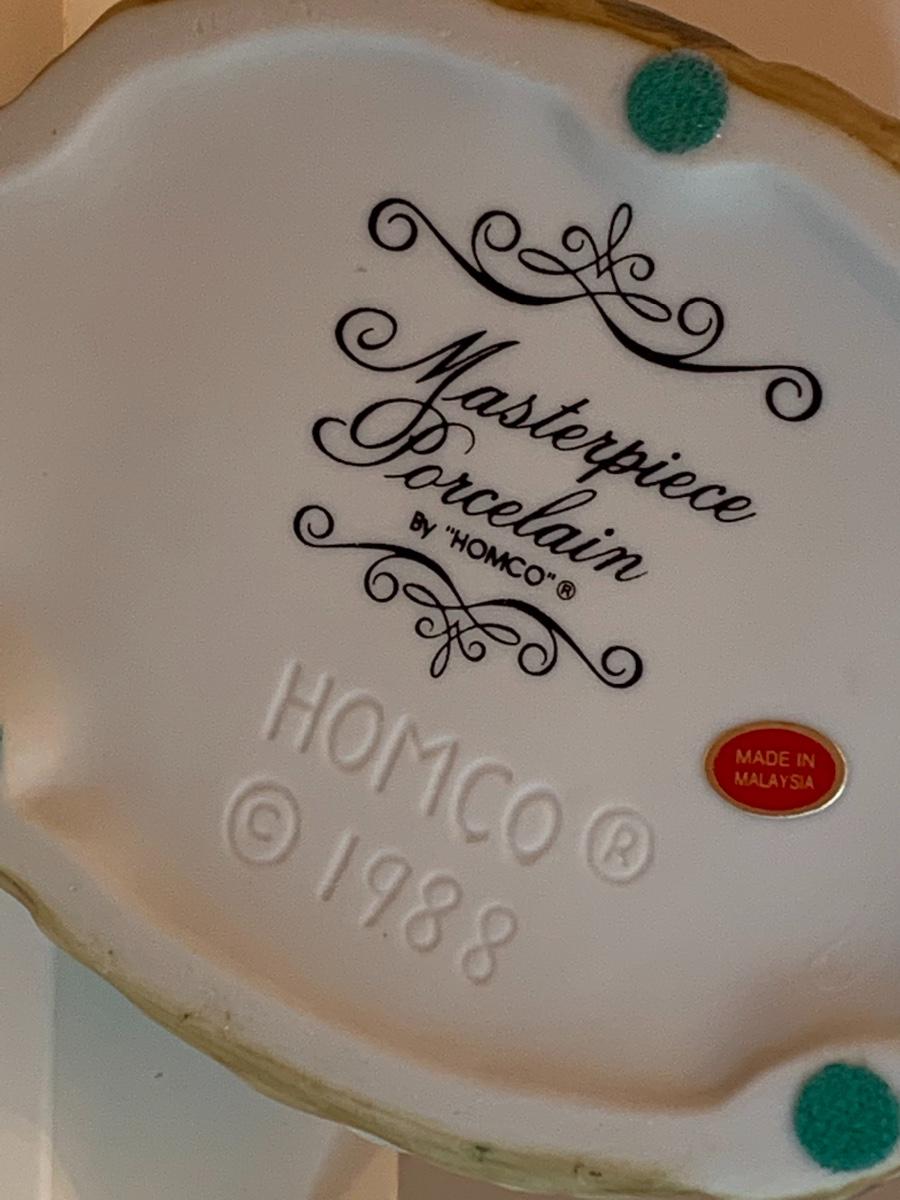 Masterpiece
Porcelain
By "HOMCO"®
HOMCO ®
© 1988
MADE IN
MALAYSIA